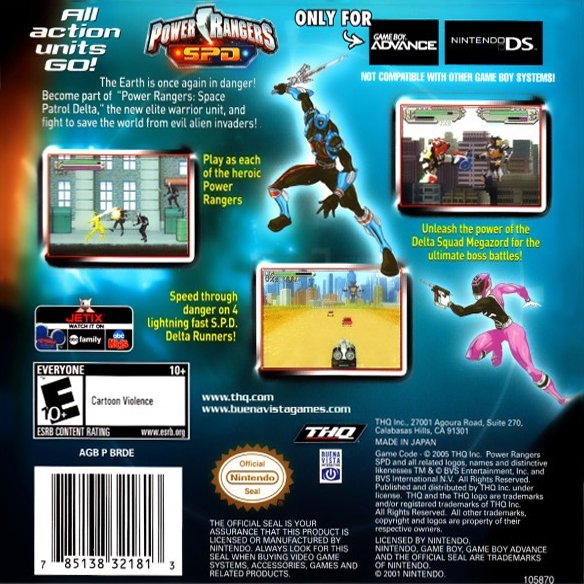 All
action
units
GO!
POWER RANGERS
S.P.D.
ONLY FOR
GAME BOY
ADVANCE
NINTENDO DS
NOT COMPATIBLE WITH OTHER GAME BOY SYSTEMS!
The Earth is once again in danger!
Become part of "Power Rangers: Space
Patrol Delta," the new elite warrior unit, and
fight to save the world from evil alien invaders!
Play as each
of the heroic
Power
Rangers
Unleash the power of the
Delta Squad Megazord for the
ultimate boss battles!
Speed through
danger on 4
lightning fast S.P.D.
Delta Runners!
JETIX
WATCH IT ON
abc family
abc
KIDS
EVERYONE 10+
E
10+
Cartoon Violence
ESRB CONTENT RATING www.esrb.org
AGB P BRDE
7 85138 32181 3
www.thq.com
www.buenavistagames.com
THQ
Official
Nintendo
Seal
BUENA
VISTA
INTERACTIVE
THE OFFICIAL SEAL IS YOUR
ASSURANCE THAT THIS PRODUCT IS
LICENSED OR MANUFACTURED BY
NINTENDO. ALWAYS LOOK FOR THIS
SEAL WHEN BUYING VIDEO GAME
SYSTEMS, ACCESSORIES, GAMES AND
RELATED PRODUCTS.
THQ Inc., 27001 Agoura Road, Suite 270,
Calabasas Hills, CA 91301
MADE IN JAPAN
Game Code - © 2005 THQ Inc. Power Rangers
SPD and all related logos, names and distinctive
likenesses TM & © BVS Entertainment, Inc. and
BVS International N.V. All Rights Reserved.
Published and distributed by THQ Inc. under
license. THQ and the THQ logo are trademarks
and/or registered trademarks of THQ Inc.
All Rights Reserved. All other trademarks,
copyright and logos are property of their
respective owners.
LICENSED BY NINTENDO.
NINTENDO, GAME BOY, GAME BOY ADVANCE
AND THE OFFICIAL SEAL ARE TRADEMARKS
OF NINTENDO.
© 2001 NINTENDO.
105870